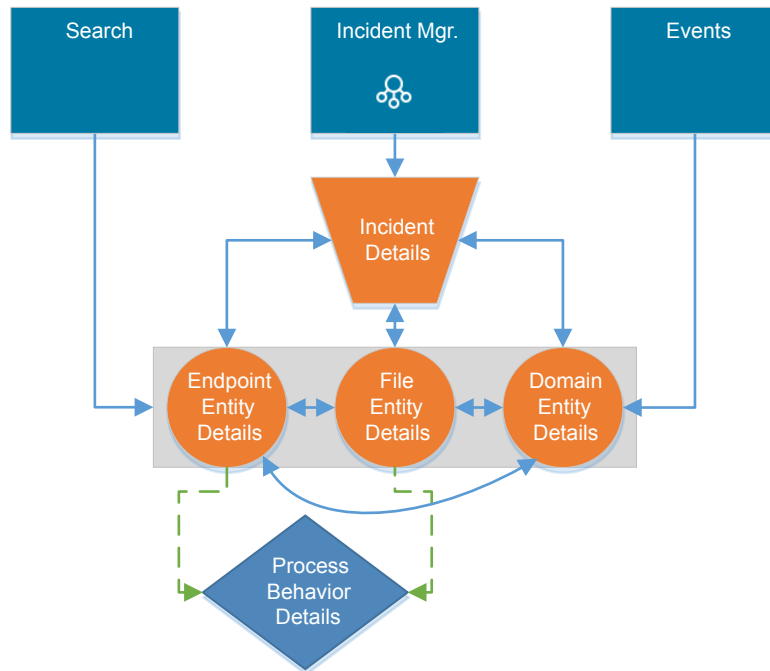 Search
Incident Mgr.
Events
Incident
Details
Endpoint
Entity
Details
File
Entity
Details
Domain
Entity
Details
Process
Behavior
Details